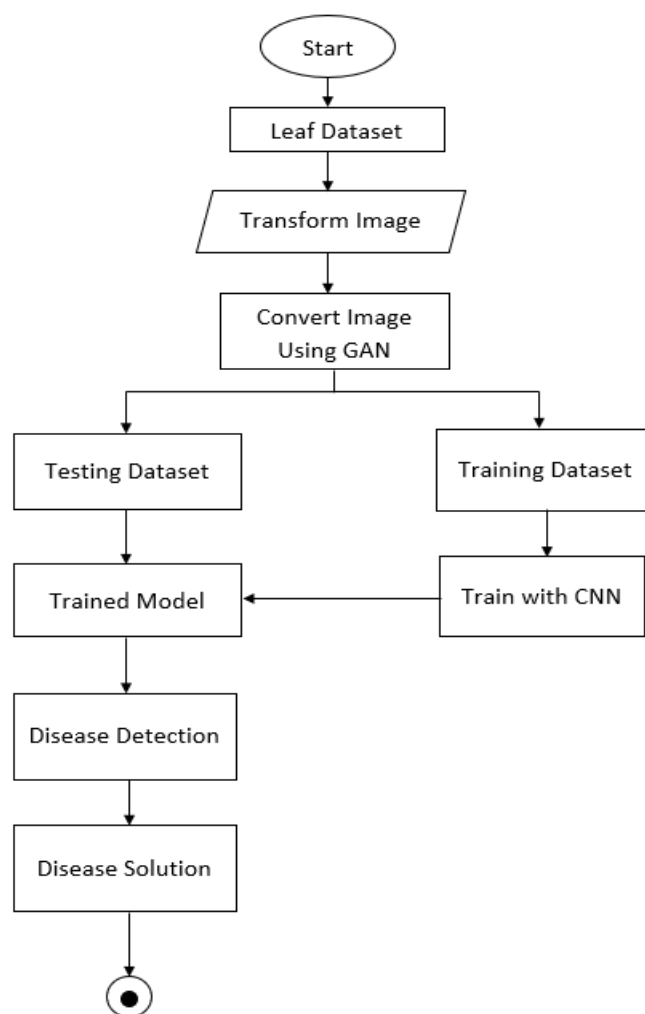 Start
Leaf Dataset
Transform Image
Convert Image
Using GAN
Testing Dataset
Training Dataset
Trained Model
Train with CNN
Disease Detection
Disease Solution